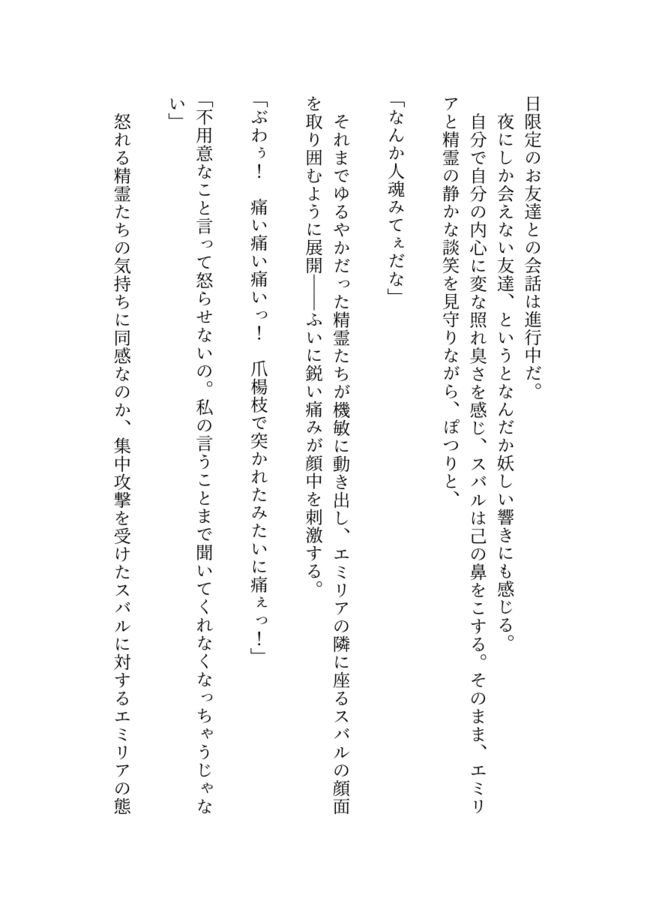 日限定のお友達との会話は進行中だ。
　夜にしか会えない友達、というとなんだか妖しい響きにも感じる。
　自分で自分の内心に変な照れ臭さを感じ、スバルは己の鼻をこする。そのまま、エミリ
アと精霊の静かな談笑を見守りながら、ぽつりと、
「なんか人魂みてぇだな」
　それまでゆるやかだった精霊たちが機敏に動き出し、エミリアの隣に座るスバルの顔面
を取り囲むように展開――ふいに鋭い痛みが顔中を刺激する。
「ぶわぅ！　痛い痛い痛いっ！　爪楊枝で突かれたみたいに痛ぇっ！」
「不用意なこと言って怒らせないの。私の言うことまで聞いてくれなくなっちゃうじゃな
い」
　怒れる精霊たちの気持ちに同感なのか、集中攻撃を受けたスバルに対するエミリアの態